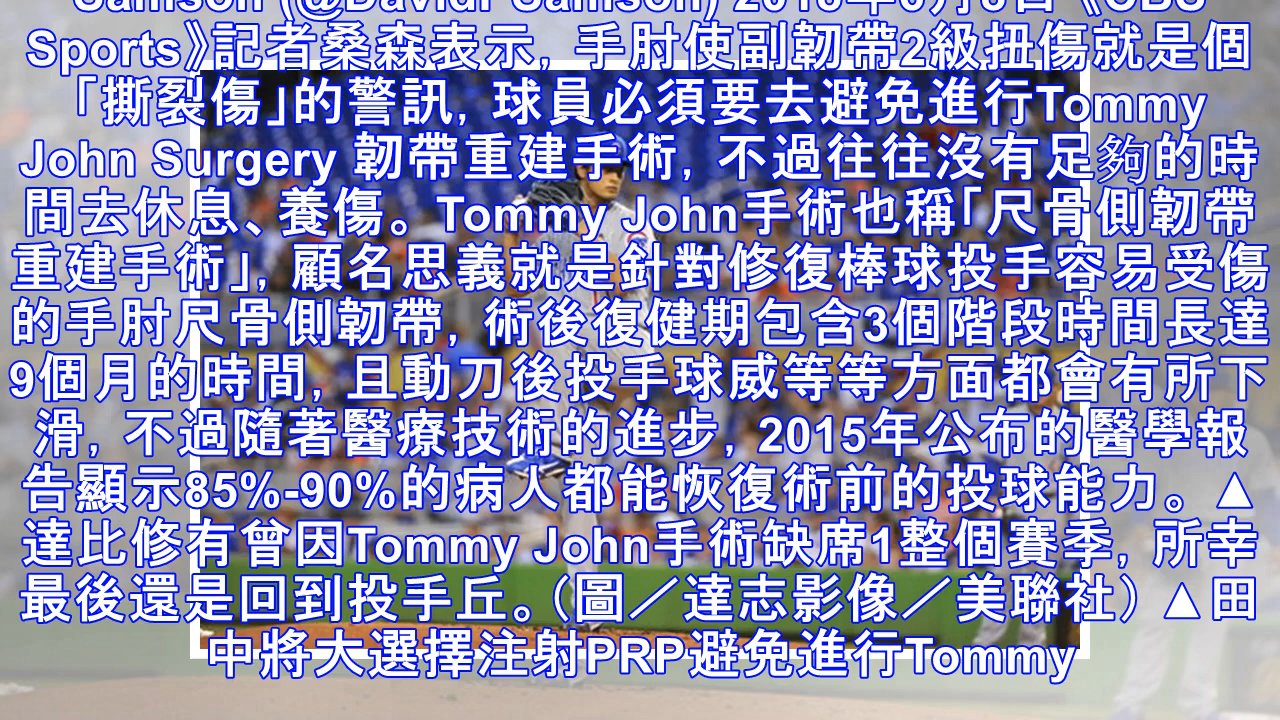 Samson (@DavidPSamson) 2018年6月8日《CBS
Sports》記者桑森表示, 手肘使副韌帶2級扭傷就是個
「撕裂傷」的警訊, 球員必須要去避免進行Tommy
John Surgery 韌帶重建手術, 不過往往沒有足夠的時
間去休息、養傷。Tommy John手術也稱「尺骨側韌帶
重建手術」, 顧名思義就是針對修復棒球投手容易受傷
的手肘尺骨側韌帶, 術後復健期包含3個階段時間長達
9個月的時間, 且動刀後投手球威等等方面都會有所下
滑, 不過隨著醫療技術的進步, 2015年公布的醫學報
告顯示85%-90%的病人都能恢復術前的投球能力。▲
達比修有曾因Tommy John手術缺席1整個賽季, 所幸
最後還是回到投手丘。(圖／達志影像／美聯社) ▲田
中將大選擇注射PRP避免進行Tommy